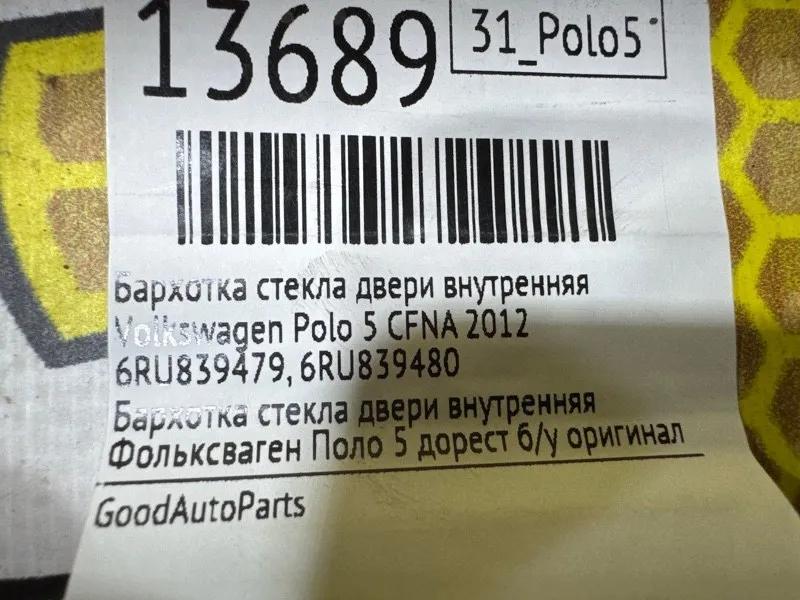 13689
31_Polo5
Бархотка стекла двери внутренняя
Volkswagen Polo 5 CFNA 2012
6RU839479, 6RU839480
Бархотка стекла двери внутренняя
Фольксваген Поло 5 дорест б/у оригинал
GoodAutoParts